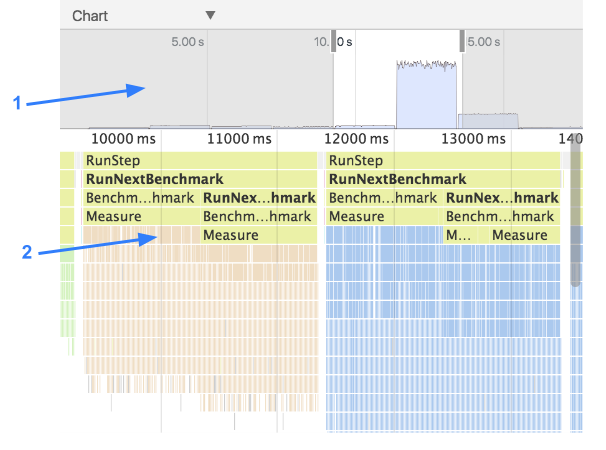 Chart ▼
5.00 s 10. 0 s 5.00 s
1
10000 ms 11000 ms 12000 ms 13000 ms 140
RunStep RunStep
RunNextBenchmark RunNextBenchmark
Benchm...hmark RunNex...hmark Benchm...hmark RunNex...hmark
Measure Benchm...hmark Measure Benchm...hmark
2 Measure M... Measure